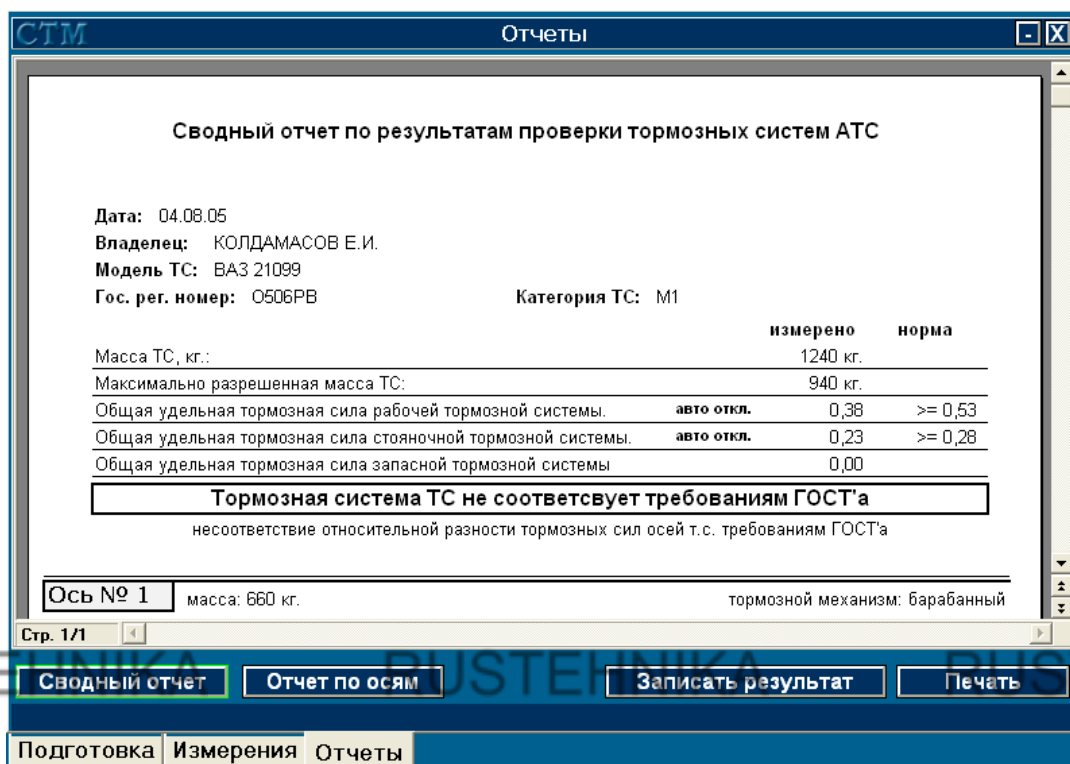 СТМ Отчеты - X
Сводный отчет по результатам проверки тормозных систем АТС
Дата: 04.08.05
Владелец: КОЛДАМАСОВ Е.И.
Модель ТС: ВАЗ 21099
Гос. рег. номер: О506РВ Категория ТС: М1
измерено норма
Масса ТС, кг.: 1240 кг.
Максимально разрешенная масса ТС: 940 кг.
Общая удельная тормозная сила рабочей тормозной системы. авто откл. 0,38 >= 0,53
Общая удельная тормозная сила стояночной тормозной системы. авто откл. 0,23 >= 0,28
Общая удельная тормозная сила запасной тормозной системы 0,00
Тормозная система ТС не соответсвует требованиям ГОСТ'а
несоответствие относительной разности тормозных сил осей т.с. требованиям ГОСТ'а
Ось № 1 масса: 660 кг. тормозной механизм: барабанный
Стр. 1/1
RUSTEHNIKA
Сводный отчет Отчет по осям Записать результат Печать
Подготовка Измерения Отчеты